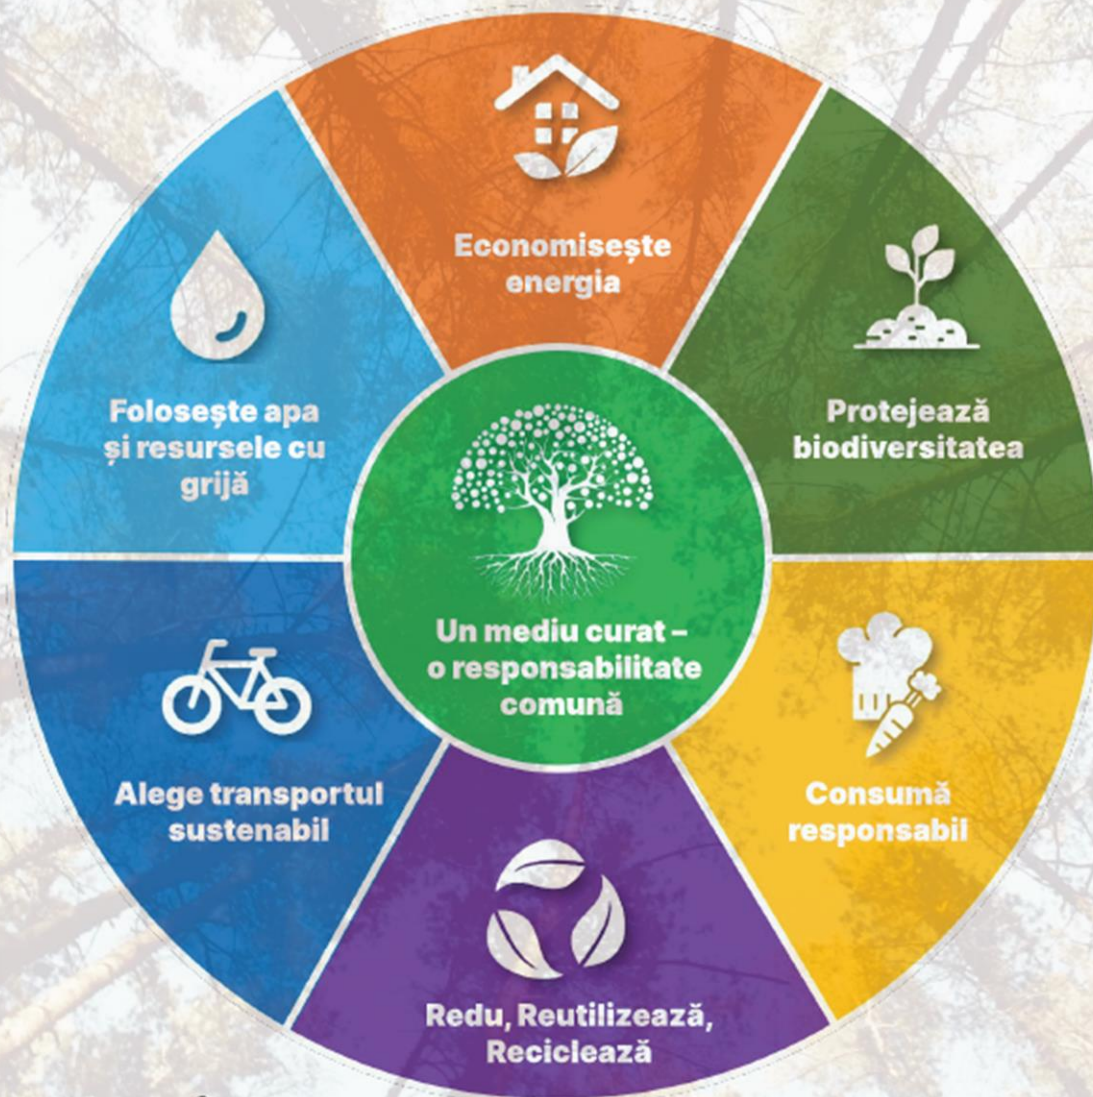 Economisește
energia
Protejează
biodiversitatea
Consumă
responsabil
Redu, Reutilizează,
Reciclează
Alege transportul
sustenabil
Folosește apa
și resursele cu
grijă
Un mediu curat –
o responsabilitate
comună